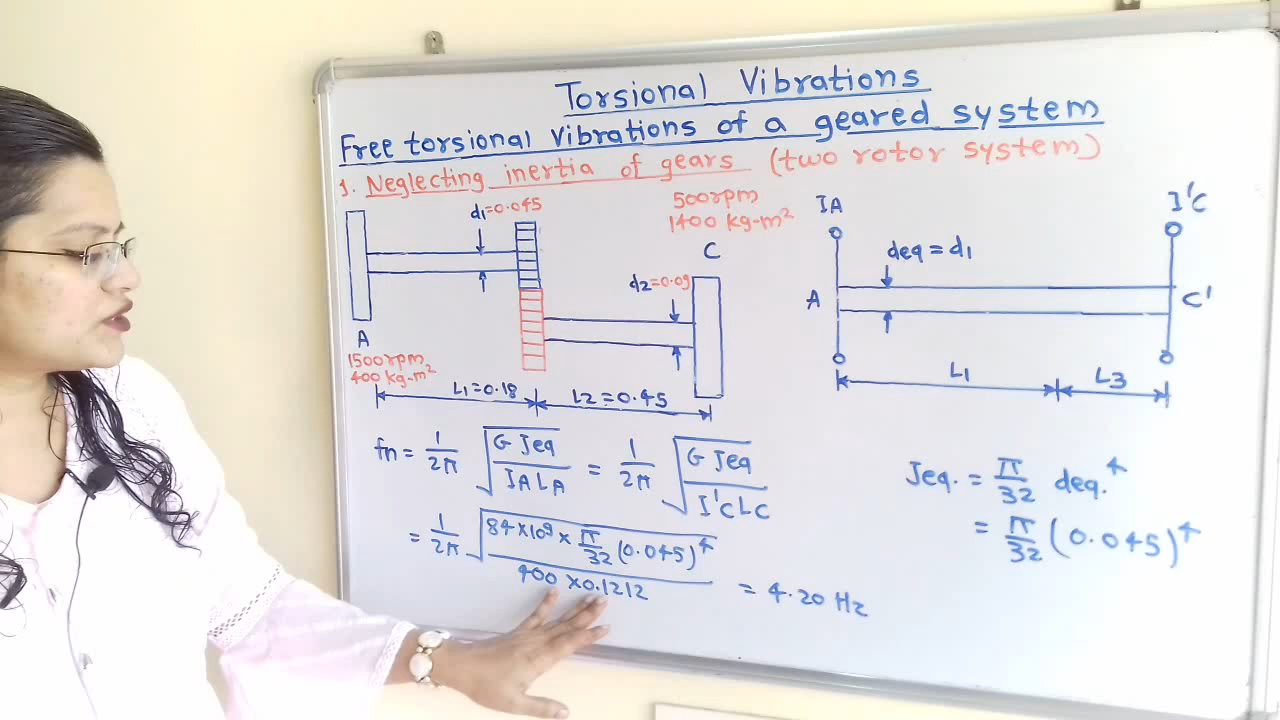 Torsional Vibrations
Free torsional vibrations of a geared system
1. Neglecting inertia of gears (two rotor system)
d1=0.045
500rpm
1400 kg-m²
C
d2=0.09
A
1500rpm
400 kg-m²
L1=0.18
L2=0.45
IA
I'C
deq = d1
A
C'
L1
L3
fn = 1/2π √(G Jeq / IA LA) = 1/2π √(G Jeq / I'C LC)
= 1/2π √(84×10⁹ × π/32 (0.045)⁴ / 400 × 0.1212) = 4.20 Hz
Jeq. = π/32 deq.⁴
= π/32 (0.045)⁴